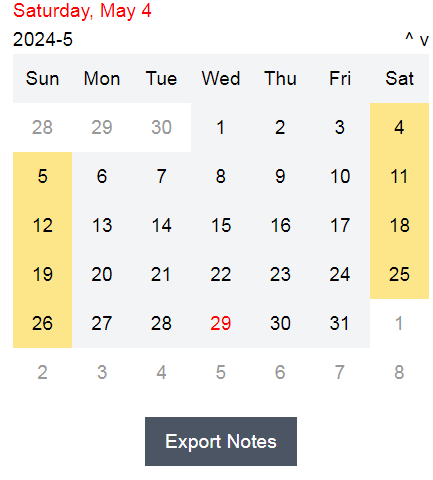 Saturday, May 4
2024-5 ^ v
Sun Mon Tue Wed Thu Fri Sat
28 29 30 1 2 3 4
5 6 7 8 9 10 11
12 13 14 15 16 17 18
19 20 21 22 23 24 25
26 27 28 29 30 31 1
2 3 4 5 6 7 8
Export Notes